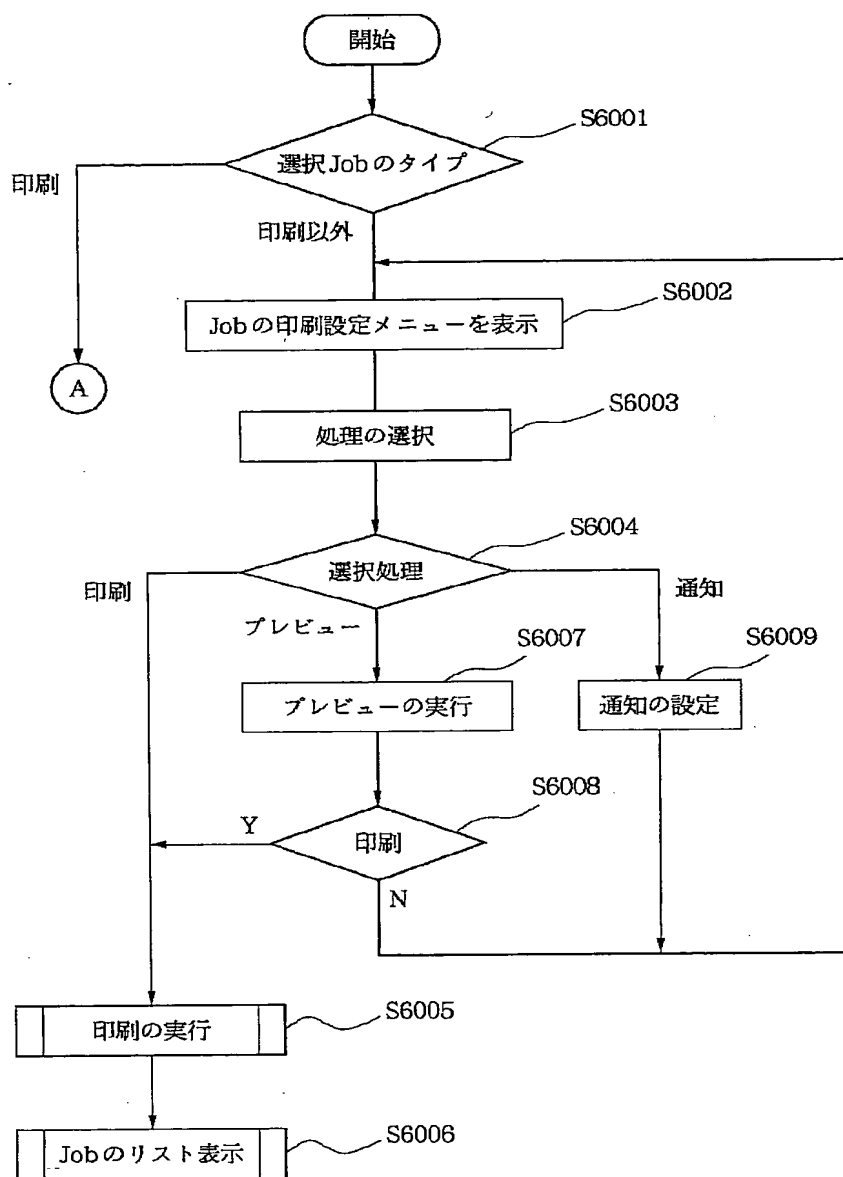 開始
S6001
選択Jobのタイプ
印刷
印刷以外
S6002
Jobの印刷設定メニューを表示
A
S6003
処理の選択
S6004
選択処理
印刷
通知
プレビュー
S6007
S6009
プレビューの実行
通知の設定
S6008
Y
印刷
N
S6005
印刷の実行
S6006
Jobのリスト表示